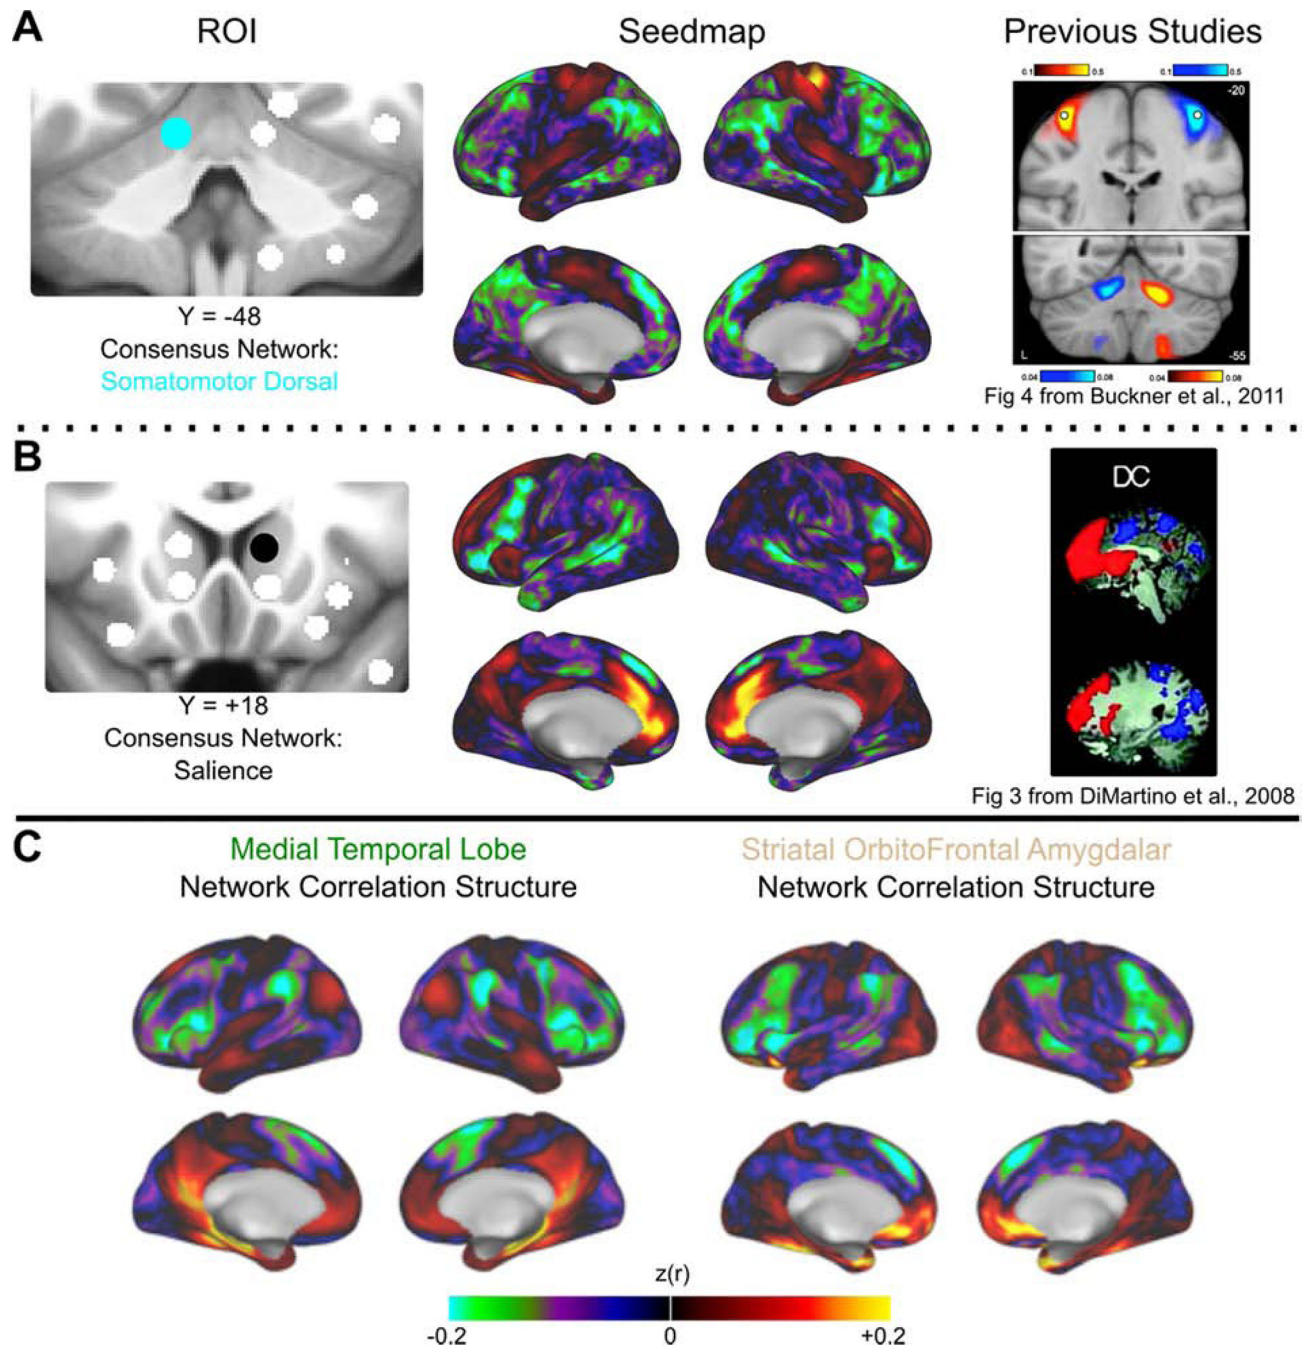 A
ROI
Seedmap
Previous Studies
0.1
0.5
0.1
0.5
-20
L
-55
0.04
0.08
0.04
0.08
Y = -48
Consensus Network:
Somatomotor Dorsal
Fig 4 from Buckner et al., 2011
B
DC
Y = +18
Consensus Network:
Salience
Fig 3 from DiMartino et al., 2008
C
Medial Temporal Lobe
Network Correlation Structure
Striatal OrbitoFrontal Amygdalar
Network Correlation Structure
z(r)
-0.2
0
+0.2